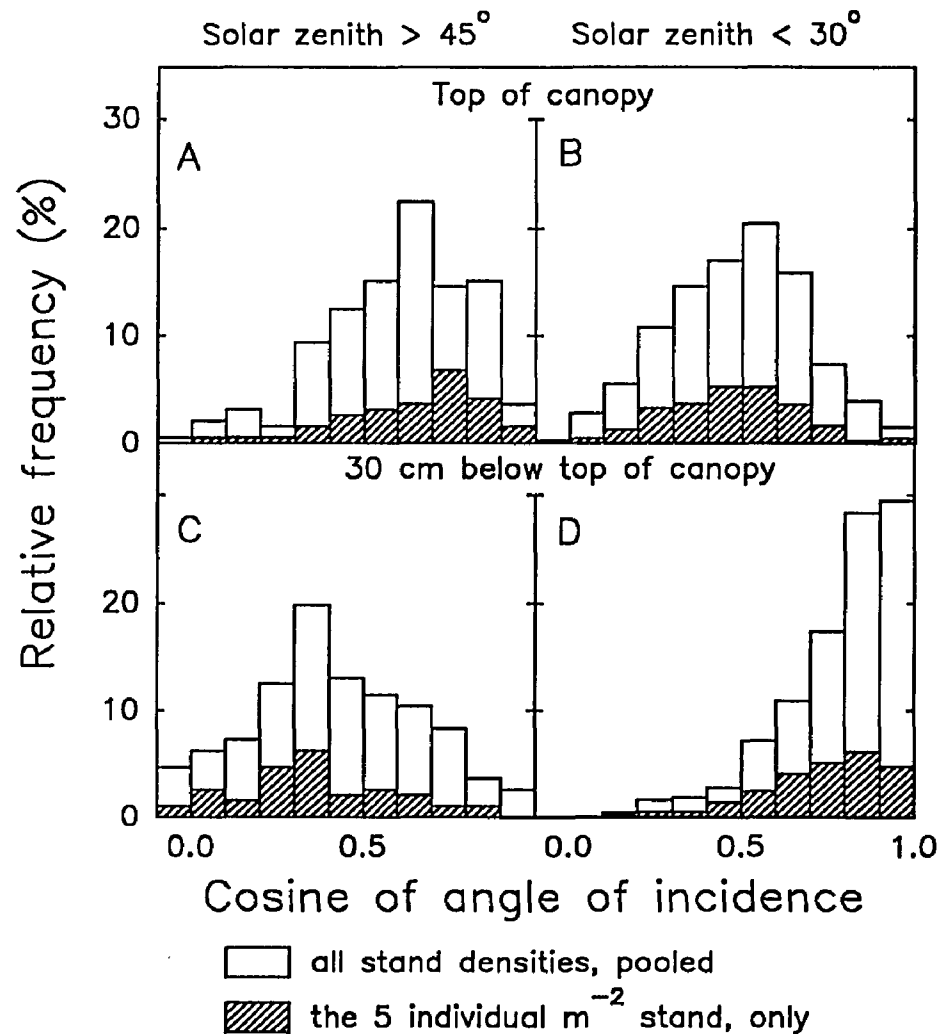 Solar zenith > 45° Solar zenith < 30°
Top of canopy
30
A
B
20
10
0
30 cm below top of canopy
C
D
20
10
0
0.0 0.5 0.0 0.5 1.0
Relative frequency (%)
Cosine of angle of incidence
all stand densities, pooled
the 5 individual m⁻² stand, only